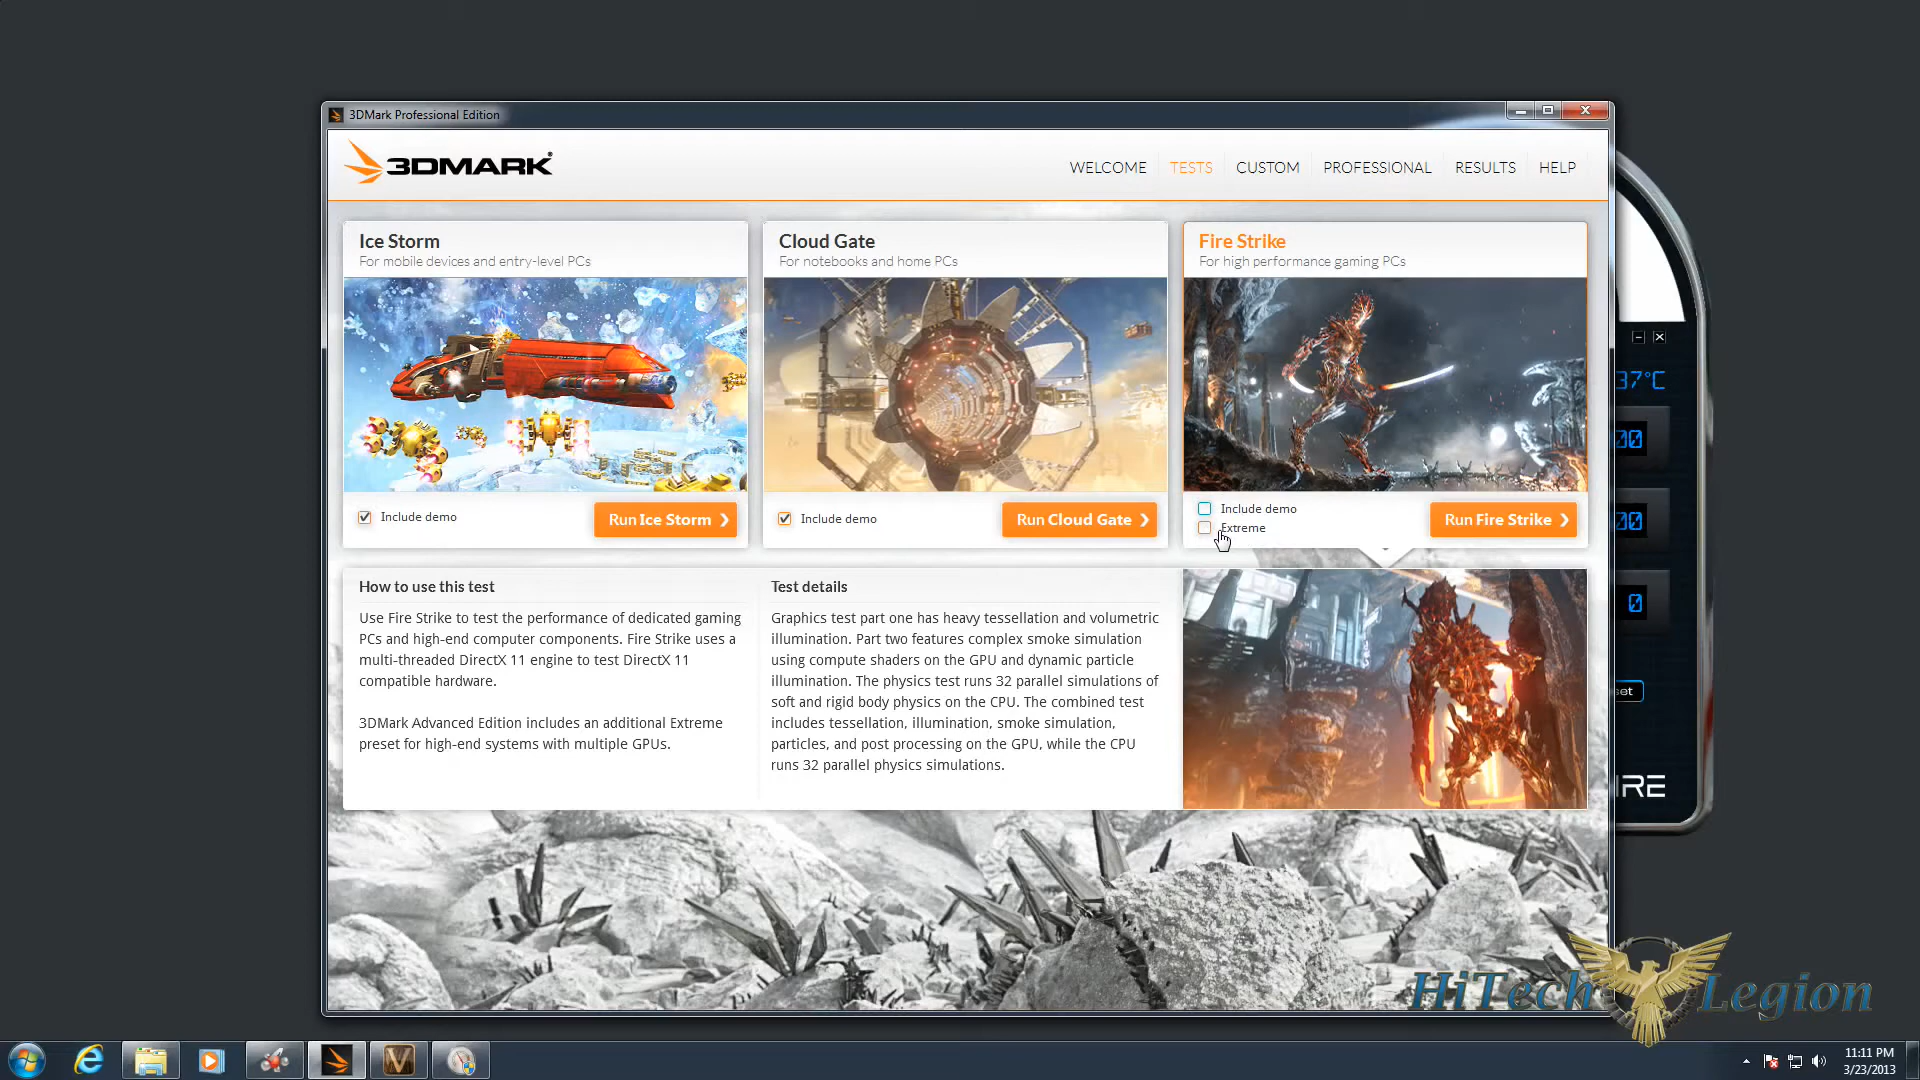 3DMark Professional Edition
3DMARK
WELCOME TESTS CUSTOM PROFESSIONAL RESULTS HELP
Ice Storm
For mobile devices and entry-level PCs
Include demo
Run Ice Storm
Cloud Gate
For notebooks and home PCs
Include demo
Run Cloud Gate
Fire Strike
For high performance gaming PCs
Include demo
Extreme
Run Fire Strike
How to use this test
Use Fire Strike to test the performance of dedicated gaming
PCs and high-end computer components. Fire Strike uses a
multi-threaded DirectX 11 engine to test DirectX 11
compatible hardware.
3DMark Advanced Edition includes an additional Extreme
preset for high-end systems with multiple GPUs.
Test details
Graphics test part one has heavy tessellation and volumetric
illumination. Part two features complex smoke simulation
using compute shaders on the GPU and dynamic particle
illumination. The physics test runs 32 parallel simulations of
soft and rigid body physics on the CPU. The combined test
includes tessellation, illumination, smoke simulation,
particles, and post processing on the GPU, while the CPU
runs 32 parallel physics simulations.
37°C
00
00
0
set
IRE
HiTech Legion
11:11 PM
3/23/2013